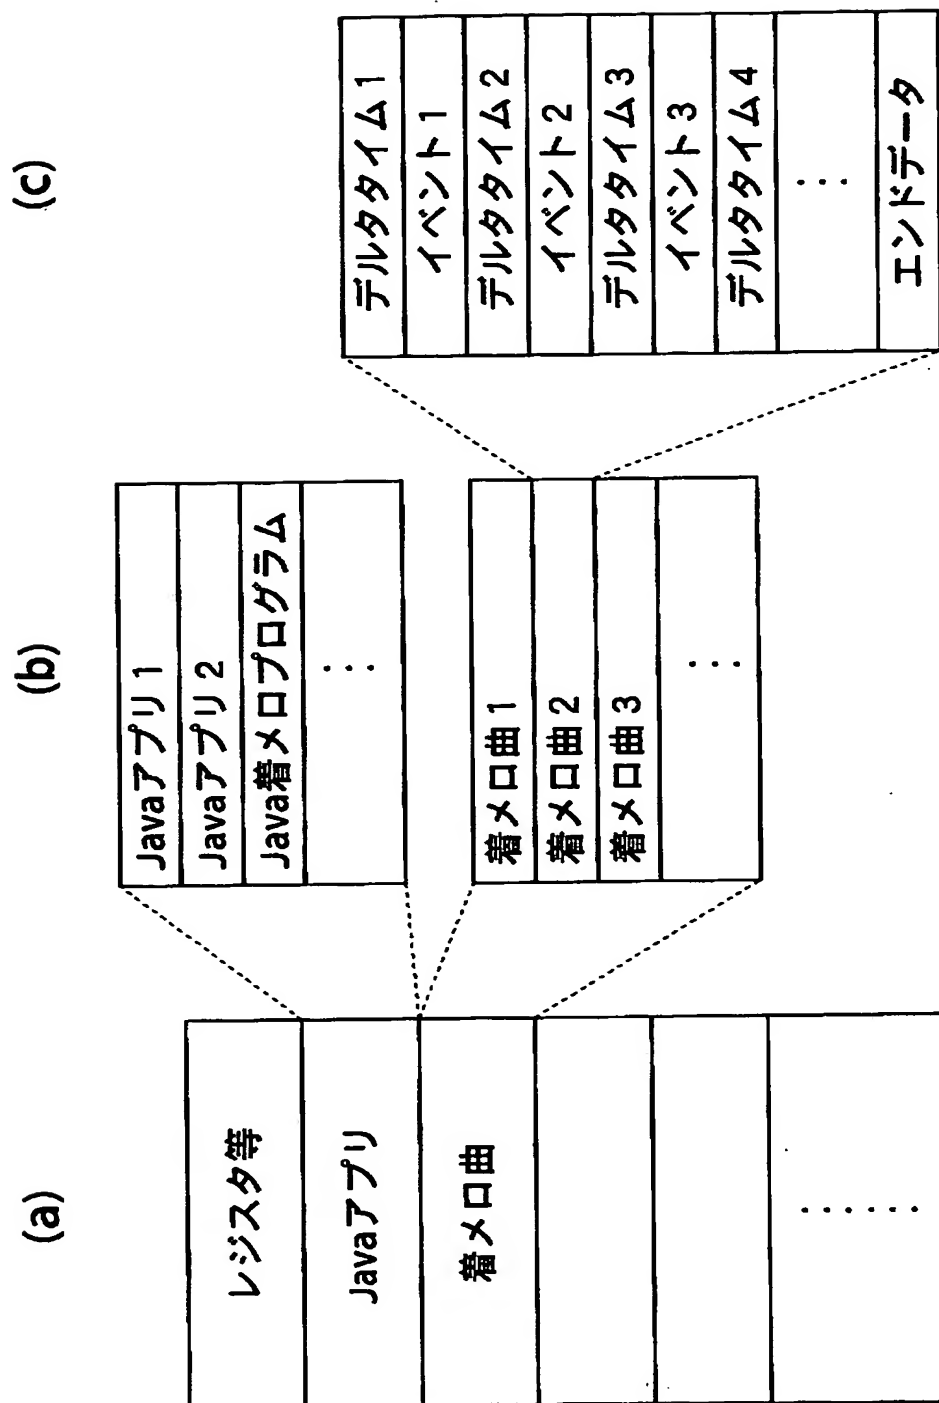 (a)
レジスタ等
Javaアプリ
着メロ曲
・・・・・・
(b)
Javaアプリ1
Javaアプリ2
Java着メロプログラム
・・・
着メロ曲1
着メロ曲2
着メロ曲3
・・・
(c)
デルタタイム1
イベント1
デルタタイム2
イベント2
デルタタイム3
イベント3
デルタタイム4
・・・
エンドデータ